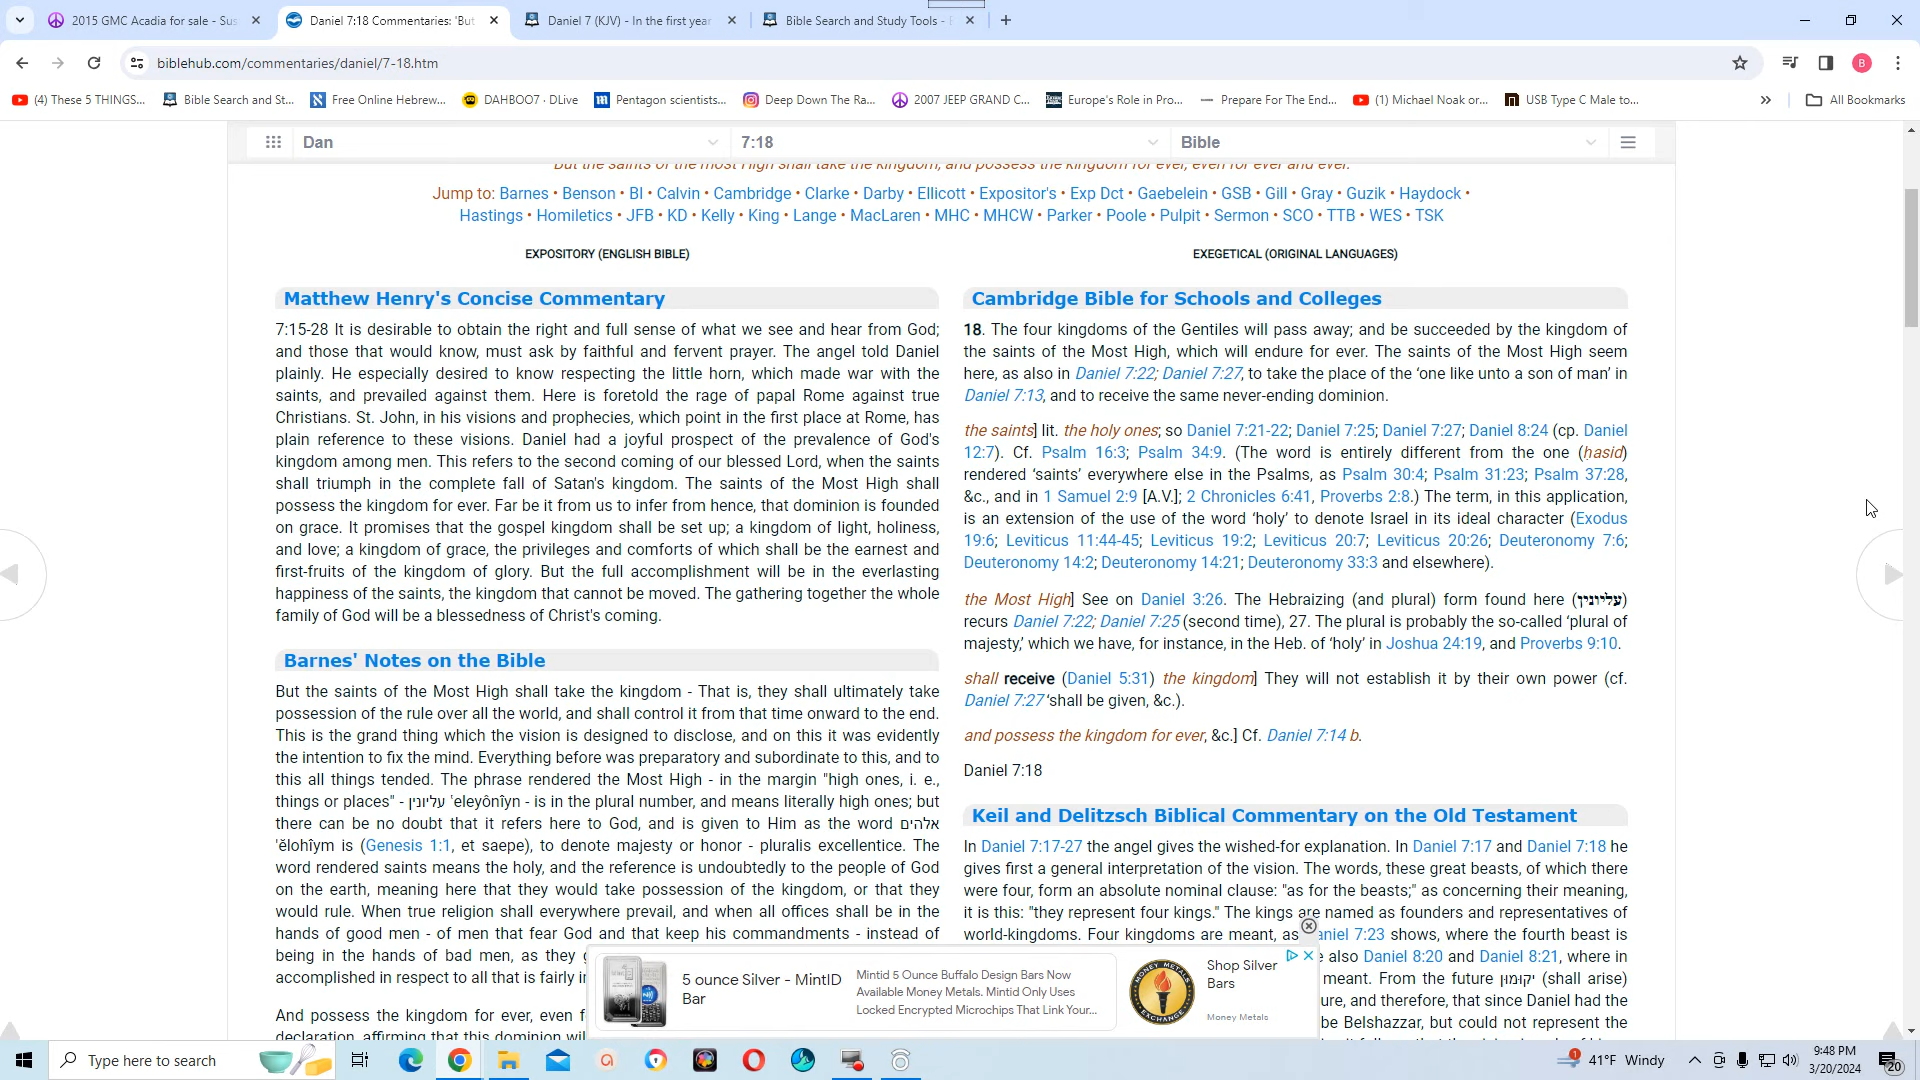 2015 GMC Acadia for sale - Sus
Daniel 7:18 Commentaries: 'But
Daniel 7 (KJV) - In the first year
Bible Search and Study Tools -
biblehub.com/commentaries/daniel/7-18.htm
B
(4) These 5 THINGS...
Bible Search and St...
Free Online Hebrew...
DAHBOO7 · DLive
Pentagon scientists...
Deep Down The Ra...
2007 JEEP GRAND C...
Europe's Role in Pro...
Prepare For The End...
(1) Michael Noak or...
USB Type C Male to...
»
All Bookmarks
Dan
7:18
Bible
But the saints of the most High shall take the kingdom, and possess the kingdom for ever, even for ever and ever.
Jump to: Barnes • Benson • BI • Calvin • Cambridge • Clarke • Darby • Ellicott • Expositor's • Exp Dct • Gaebelein • GSB • Gill • Gray • Guzik • Haydock •
Hastings • Homiletics • JFB • KD • Kelly • King • Lange • MacLaren • MHC • MHCW • Parker • Poole • Pulpit • Sermon • SCO • TTB • WES • TSK
EXPOSITORY (ENGLISH BIBLE)
Matthew Henry's Concise Commentary
7:15-28 It is desirable to obtain the right and full sense of what we see and hear from God;
and those that would know, must ask by faithful and fervent prayer. The angel told Daniel
plainly. He especially desired to know respecting the little horn, which made war with the
saints, and prevailed against them. Here is foretold the rage of papal Rome against true
Christians. St. John, in his visions and prophecies, which point in the first place at Rome, has
plain reference to these visions. Daniel had a joyful prospect of the prevalence of God's
kingdom among men. This refers to the second coming of our blessed Lord, when the saints
shall triumph in the complete fall of Satan's kingdom. The saints of the Most High shall
possess the kingdom for ever. Far be it from us to infer from hence, that dominion is founded
on grace. It promises that the gospel kingdom shall be set up; a kingdom of light, holiness,
and love; a kingdom of grace, the privileges and comforts of which shall be the earnest and
first-fruits of the kingdom of glory. But the full accomplishment will be in the everlasting
happiness of the saints, the kingdom that cannot be moved. The gathering together the whole
family of God will be a blessedness of Christ's coming.
Barnes' Notes on the Bible
But the saints of the Most High shall take the kingdom - That is, they shall ultimately take
possession of the rule over all the world, and shall control it from that time onward to the end.
This is the grand thing which the vision is designed to disclose, and on this it was evidently
the intention to fix the mind. Everything before was preparatory and subordinate to this, and to
this all things tended. The phrase rendered the Most High - in the margin "high ones, i. e.,
things or places" - עליונין ‛eleyônîyn - is in the plural number, and means literally high ones; but
there can be no doubt that it refers here to God, and is given to Him as the word אלהים
'ĕlohîym is (Genesis 1:1, et saepe), to denote majesty or honor - pluralis excellentice. The
word rendered saints means the holy, and the reference is undoubtedly to the people of God
on the earth, meaning here that they would take possession of the kingdom, or that they
would rule. When true religion shall everywhere prevail, and when all offices shall be in the
hands of good men - of men that fear God and that keep his commandments - instead of
being in the hands of bad men, as they
accomplished in respect to all that is fairly
And possess the kingdom for ever, even
declaration, affirming that this dominion
EXEGETICAL (ORIGINAL LANGUAGES)
Cambridge Bible for Schools and Colleges
18. The four kingdoms of the Gentiles will pass away; and be succeeded by the kingdom of
the saints of the Most High, which will endure for ever. The saints of the Most High seem
here, as also in Daniel 7:22; Daniel 7:27, to take the place of the ‘one like unto a son of man’ in
Daniel 7:13, and to receive the same never-ending dominion.
the saints] lit. the holy ones; so Daniel 7:21-22; Daniel 7:25; Daniel 7:27; Daniel 8:24 (cp. Daniel
12:7). Cf. Psalm 16:3; Psalm 34:9. (The word is entirely different from the one (ḥasid)
rendered ‘saints’ everywhere else in the Psalms, as Psalm 30:4; Psalm 31:23; Psalm 37:28,
&c., and in 1 Samuel 2:9 [A.V.]; 2 Chronicles 6:41, Proverbs 2:8.) The term, in this application,
is an extension of the use of the word ‘holy’ to denote Israel in its ideal character (Exodus
19:6; Leviticus 11:44-45; Leviticus 19:2; Leviticus 20:7; Leviticus 20:26; Deuteronomy 7:6;
Deuteronomy 14:2; Deuteronomy 14:21; Deuteronomy 33:3 and elsewhere).
the Most High] See on Daniel 3:26. The Hebraizing (and plural) form found here (עליונין)
recurs Daniel 7:22; Daniel 7:25 (second time), 27. The plural is probably the so-called ‘plural of
majesty,’ which we have, for instance, in the Heb. of ‘holy’ in Joshua 24:19, and Proverbs 9:10.
shall receive (Daniel 5:31) the kingdom] They will not establish it by their own power (cf.
Daniel 7:27 ‘shall be given, &c.).
and possess the kingdom for ever, &c.] Cf. Daniel 7:14 b.
Daniel 7:18
Keil and Delitzsch Biblical Commentary on the Old Testament
In Daniel 7:17-27 the angel gives the wished-for explanation. In Daniel 7:17 and Daniel 7:18 he
gives first a general interpretation of the vision. The words, these great beasts, of which there
were four, form an absolute nominal clause: "as for the beasts;" as concerning their meaning,
it is this: "they represent four kings." The kings are named as founders and representatives of
world-kingdoms. Four kingdoms are meant, as Daniel 7:23 shows, where the fourth beast is
also Daniel 8:20 and Daniel 8:21, where in
meant. From the future יקוּמוּן (shall arise)
ure, and therefore, that since Daniel had the
be Belshazzar, but could not represent the
5 ounce Silver - MintID
Bar
Mintid 5 Ounce Buffalo Design Bars Now
Available Money Metals. Mintid Only Uses
Locked Encrypted Microchips That Link Your...
MONEY METALS
EXCHANGE
Shop Silver
Bars
Money Metals
Type here to search
1
41°F Windy
9:48 PM
3/20/2024
20